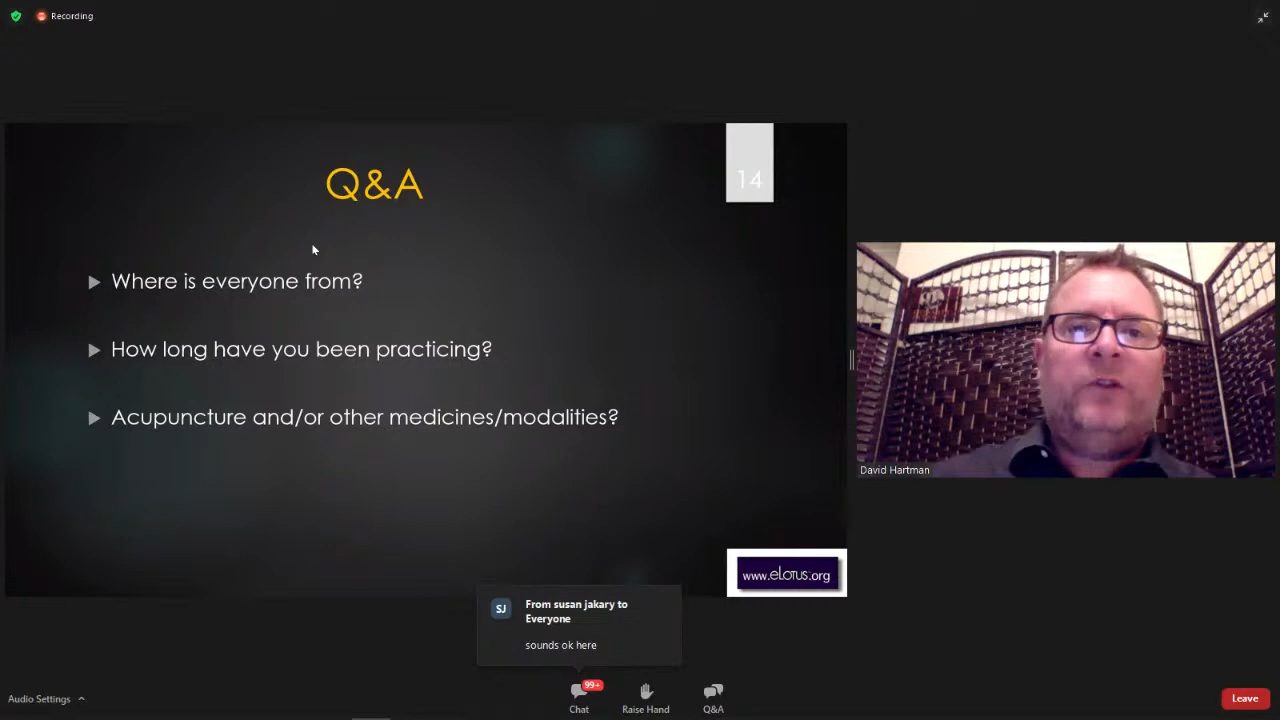 Recording
Q&A
14
Where is everyone from?
How long have you been practicing?
Acupuncture and/or other medicines/modalities?
David Hartman
www.eLotus.org
SJ
From susan jakary to
Everyone
sounds ok here
Audio Settings
99+
Chat
Raise Hand
Q&A
Leave